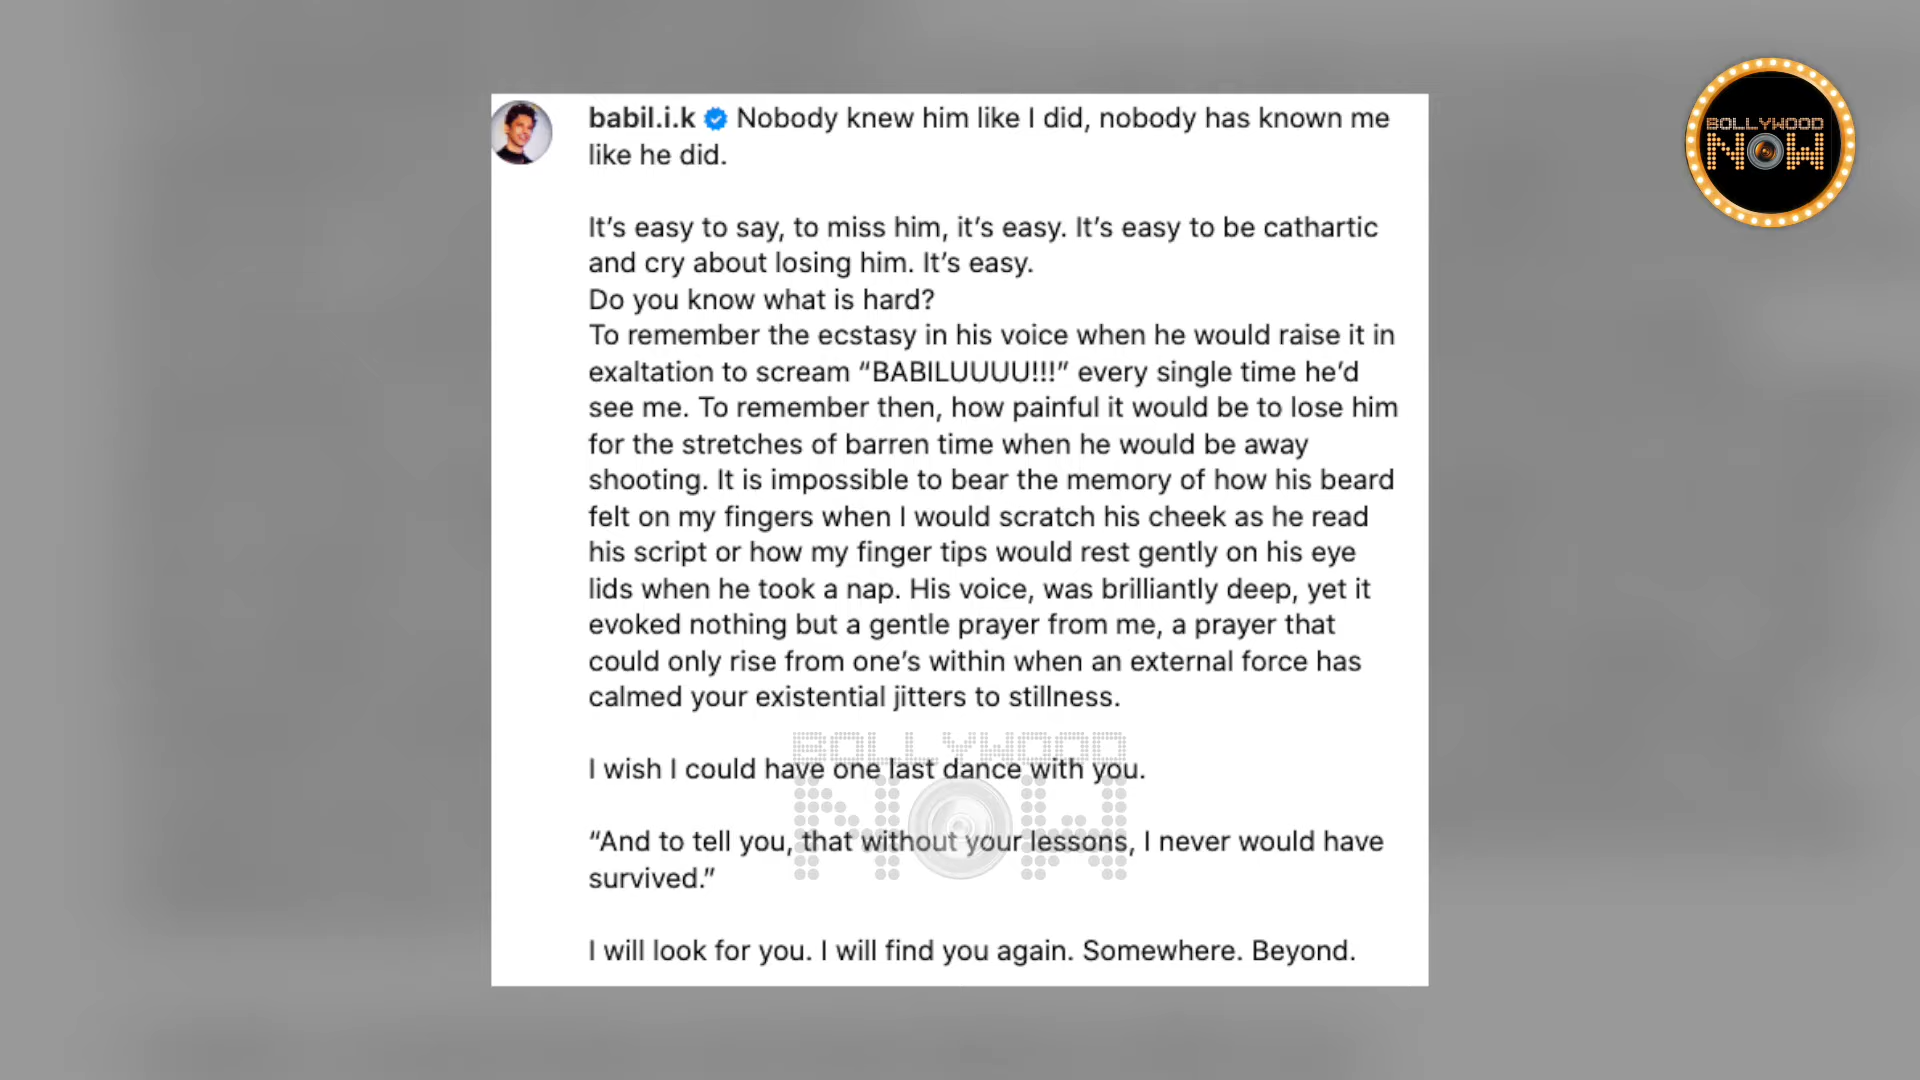 babil.i.k Nobody knew him like I did, nobody has known me
like he did.
It’s easy to say, to miss him, it’s easy. It’s easy to be cathartic
and cry about losing him. It’s easy.
Do you know what is hard?
To remember the ecstasy in his voice when he would raise it in
exaltation to scream “BABILUUUU!!!” every single time he’d
see me. To remember then, how painful it would be to lose him
for the stretches of barren time when he would be away
shooting. It is impossible to bear the memory of how his beard
felt on my fingers when I would scratch his cheek as he read
his script or how my finger tips would rest gently on his eye
lids when he took a nap. His voice, was brilliantly deep, yet it
evoked nothing but a gentle prayer from me, a prayer that
could only rise from one’s within when an external force has
calmed your existential jitters to stillness.
I wish I could have one last dance with you.
“And to tell you, that without your lessons, I never would have
survived.”
I will look for you. I will find you again. Somewhere. Beyond.
BOLLYWOOD
NOW
BOLLYWOOD
NOW